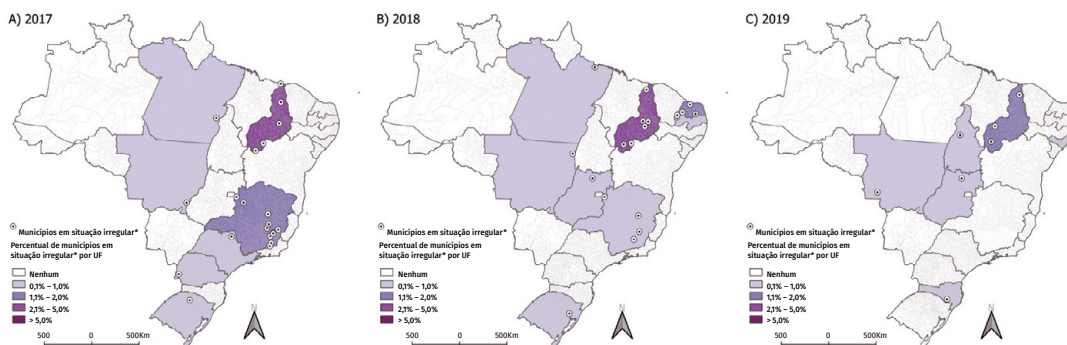 A) 2017
Municípios em situação irregular*
Percentual de municípios em
situação irregular* por UF
Nenhum
0,1% – 1,0%
1,1% – 2,0%
2,1% – 5,0%
> 5,0%
N
500 0 500Km
B) 2018
Municípios em situação irregular*
Percentual de municípios em
situação irregular* por UF
Nenhum
0,1% – 1,0%
1,1% – 2,0%
2,1% – 5,0%
> 5,0%
N
500 0 500Km
C) 2019
Municípios em situação irregular*
Percentual de municípios em
situação irregular* por UF
Nenhum
0,1% – 1,0%
1,1% – 2,0%
2,1% – 5,0%
> 5,0%
N
500 0 500Km